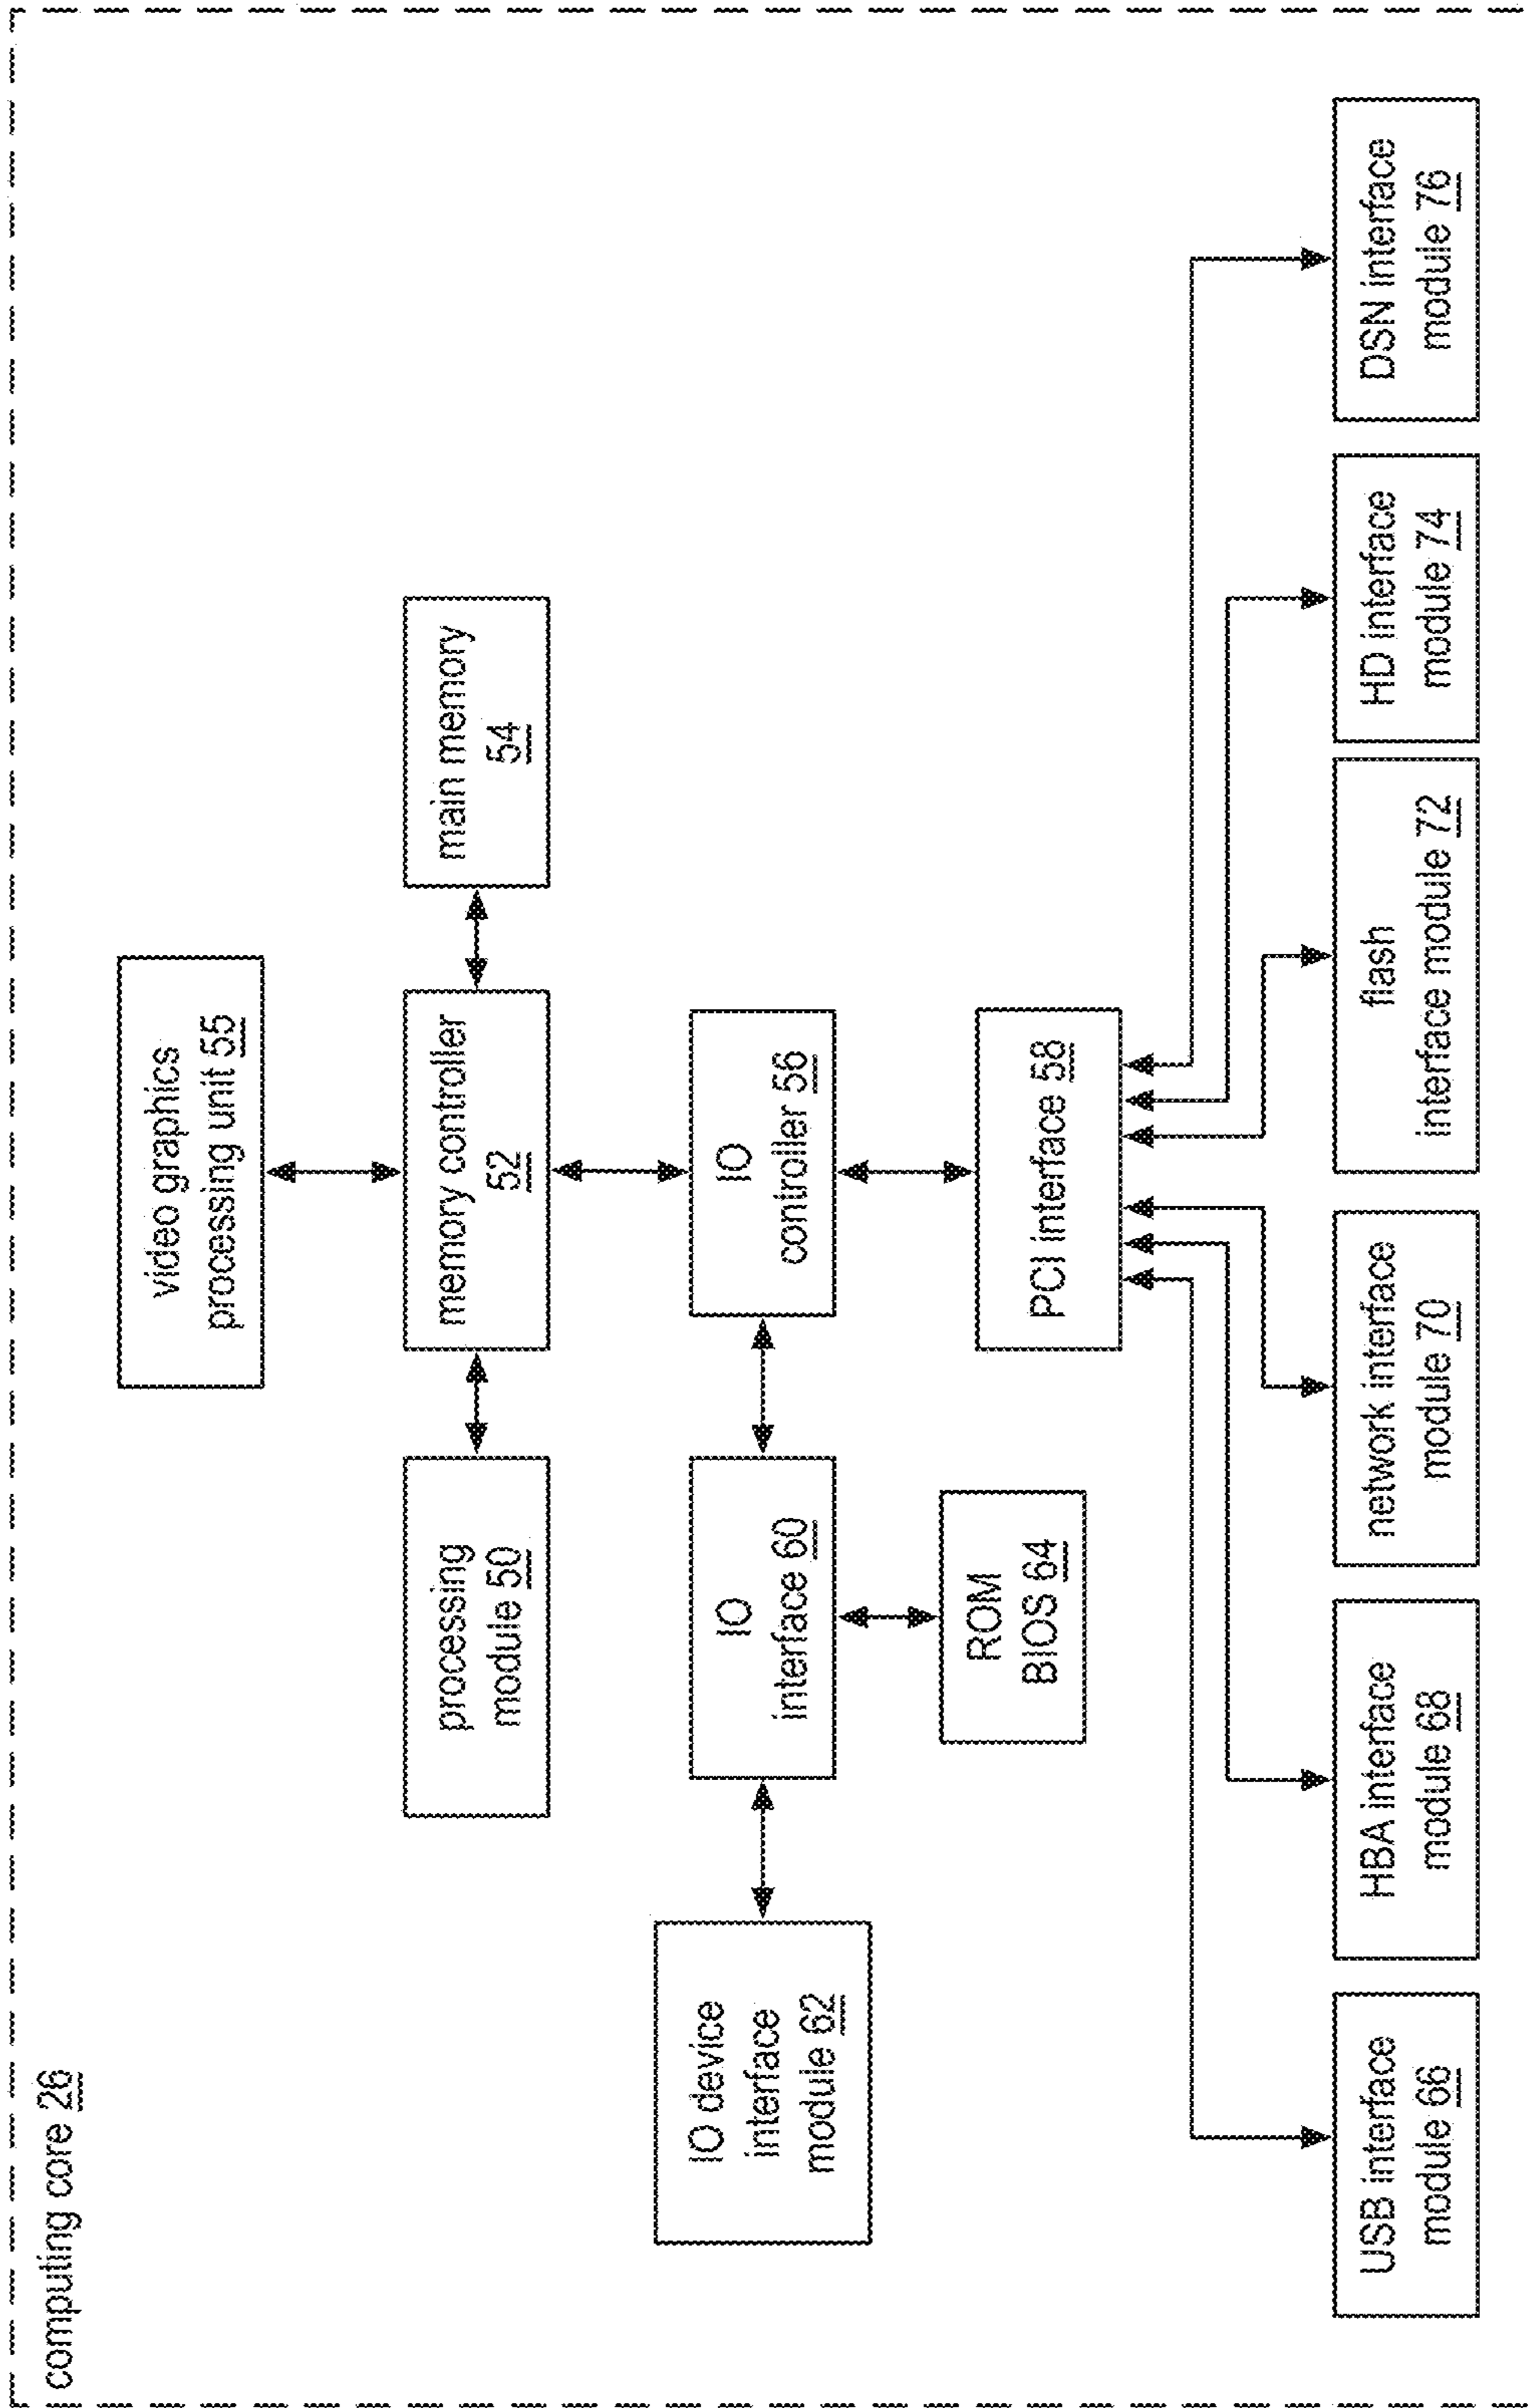 computing core 26
video graphics
processing unit 55
processing
module 50
memory controller
52
main memory
54
IO device
interface
module 62
IO
interface 60
IO
controller 56
ROM
BIOS 64
PCI interface 58
USB interface
module 66
HBA interface
module 68
network interface
module 70
flash
interface module 72
HD interface
module 74
DSN interface
module 76